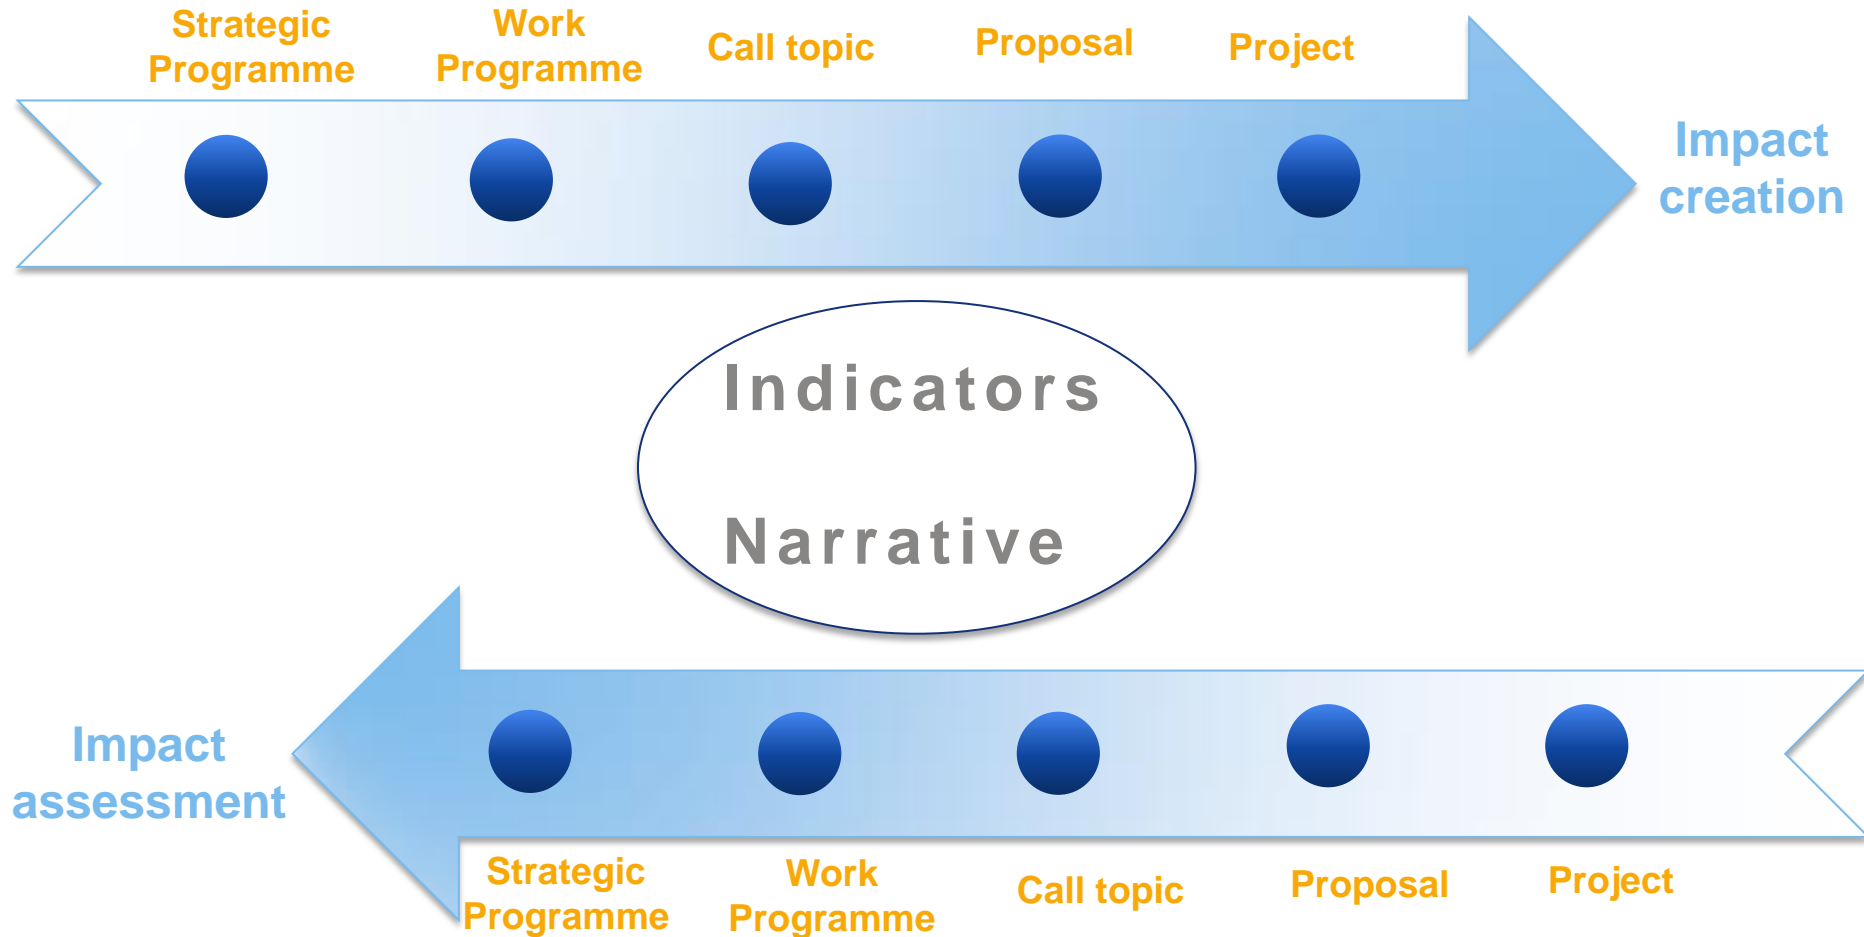 Strategic
Programme
Work
Programme
Call topic
Proposal
Project
Impact
creation
Indicators
Narrative
Impact
assessment
Strategic
Programme
Work
Programme
Call topic
Proposal
Project